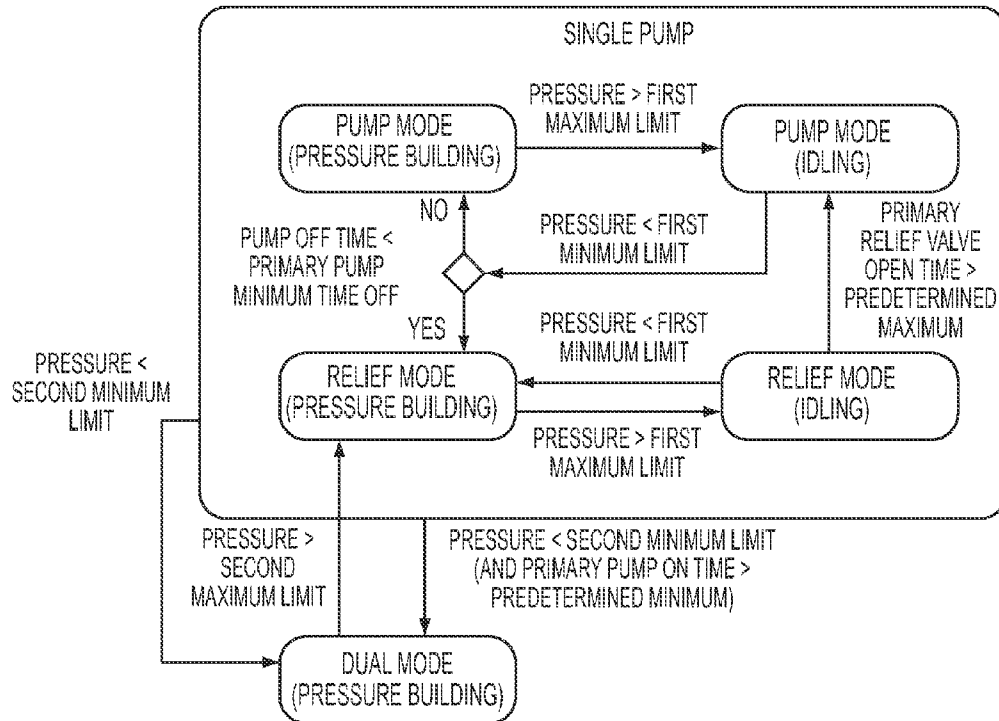 SINGLE PUMP
PUMP MODE
(PRESSURE BUILDING)
PRESSURE > FIRST
MAXIMUM LIMIT
PUMP MODE
(IDLING)
NO
PUMP OFF TIME <
PRIMARY PUMP
MINIMUM TIME OFF
YES
PRESSURE < FIRST
MINIMUM LIMIT
PRIMARY
RELIEF VALVE
OPEN TIME >
PREDETERMINED
MAXIMUM
PRESSURE < FIRST
MINIMUM LIMIT
RELIEF MODE
(PRESSURE BUILDING)
RELIEF MODE
(IDLING)
PRESSURE > FIRST
MAXIMUM LIMIT
PRESSURE <
SECOND MINIMUM
LIMIT
PRESSURE >
SECOND
MAXIMUM LIMIT
PRESSURE < SECOND MINIMUM LIMIT
(AND PRIMARY PUMP ON TIME >
PREDETERMINED MINIMUM)
DUAL MODE
(PRESSURE BUILDING)